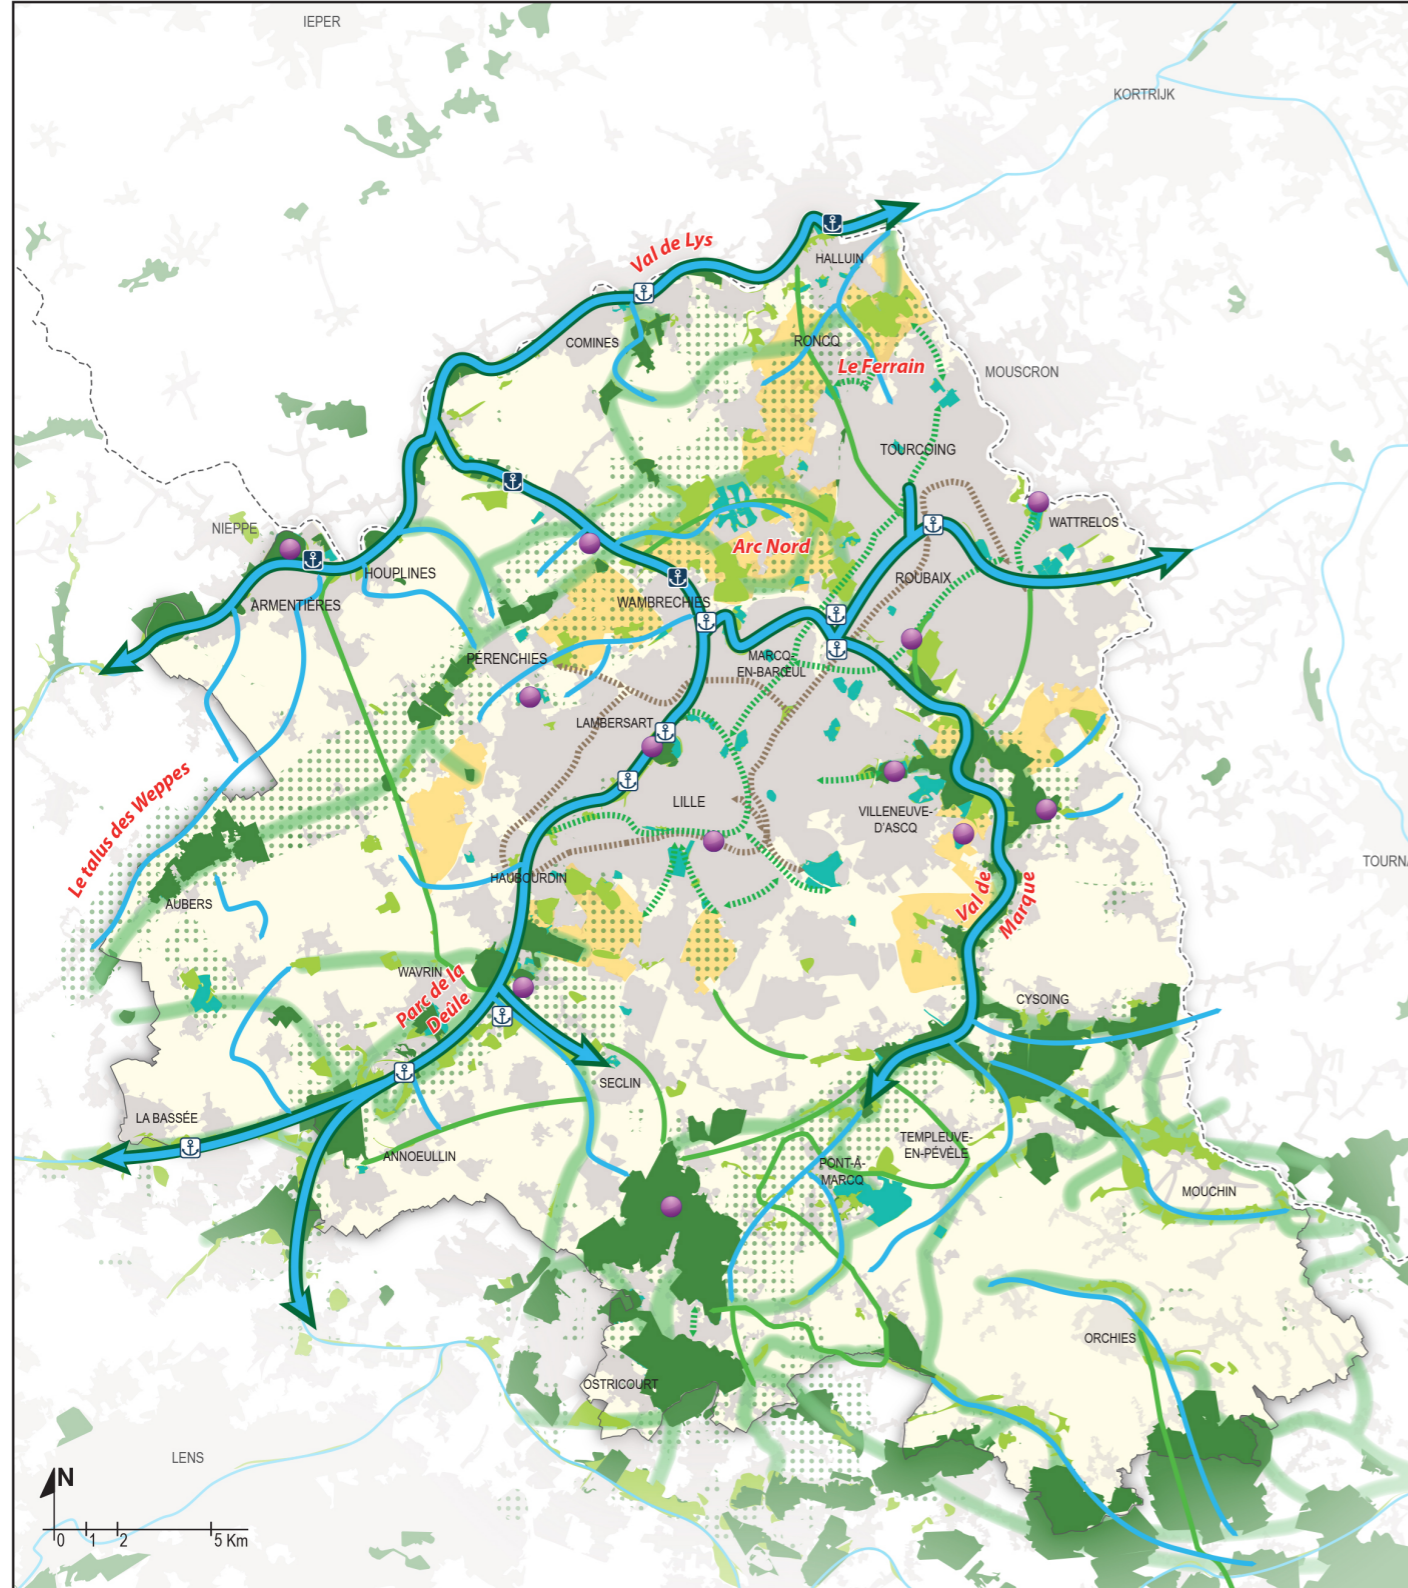 IEPER
KORTRIJK
Val de Lys
HALLUIN
COMINES
RONCQ
Le Ferrain
MOUSCRON
TOURCOING
NIEPPE
WATTRELOS
Arc Nord
HOUPLINES
ROUBAIX
ARMENTIÈRES
WAMBRECHIES
PÉRENCHIES
MARCQ-
EN-BARŒUL
LAMBERSART
Le talus des Weppes
LILLE
VILLENEUVE-
D'ASCQ
TOURNA
HAUBOURDIN
AUBERS
Val de
Marque
WAVRIN
Parc de la
Deûle
CYSOING
SECLIN
LA BASSÉE
ANNOEULLIN
TEMPLEUVE-
EN-PÉVÈLE
PONT-À-
MARCQ
MOUCHIN
ORCHIES
OSTRICOURT
LENS
N
0 1 2 5 Km